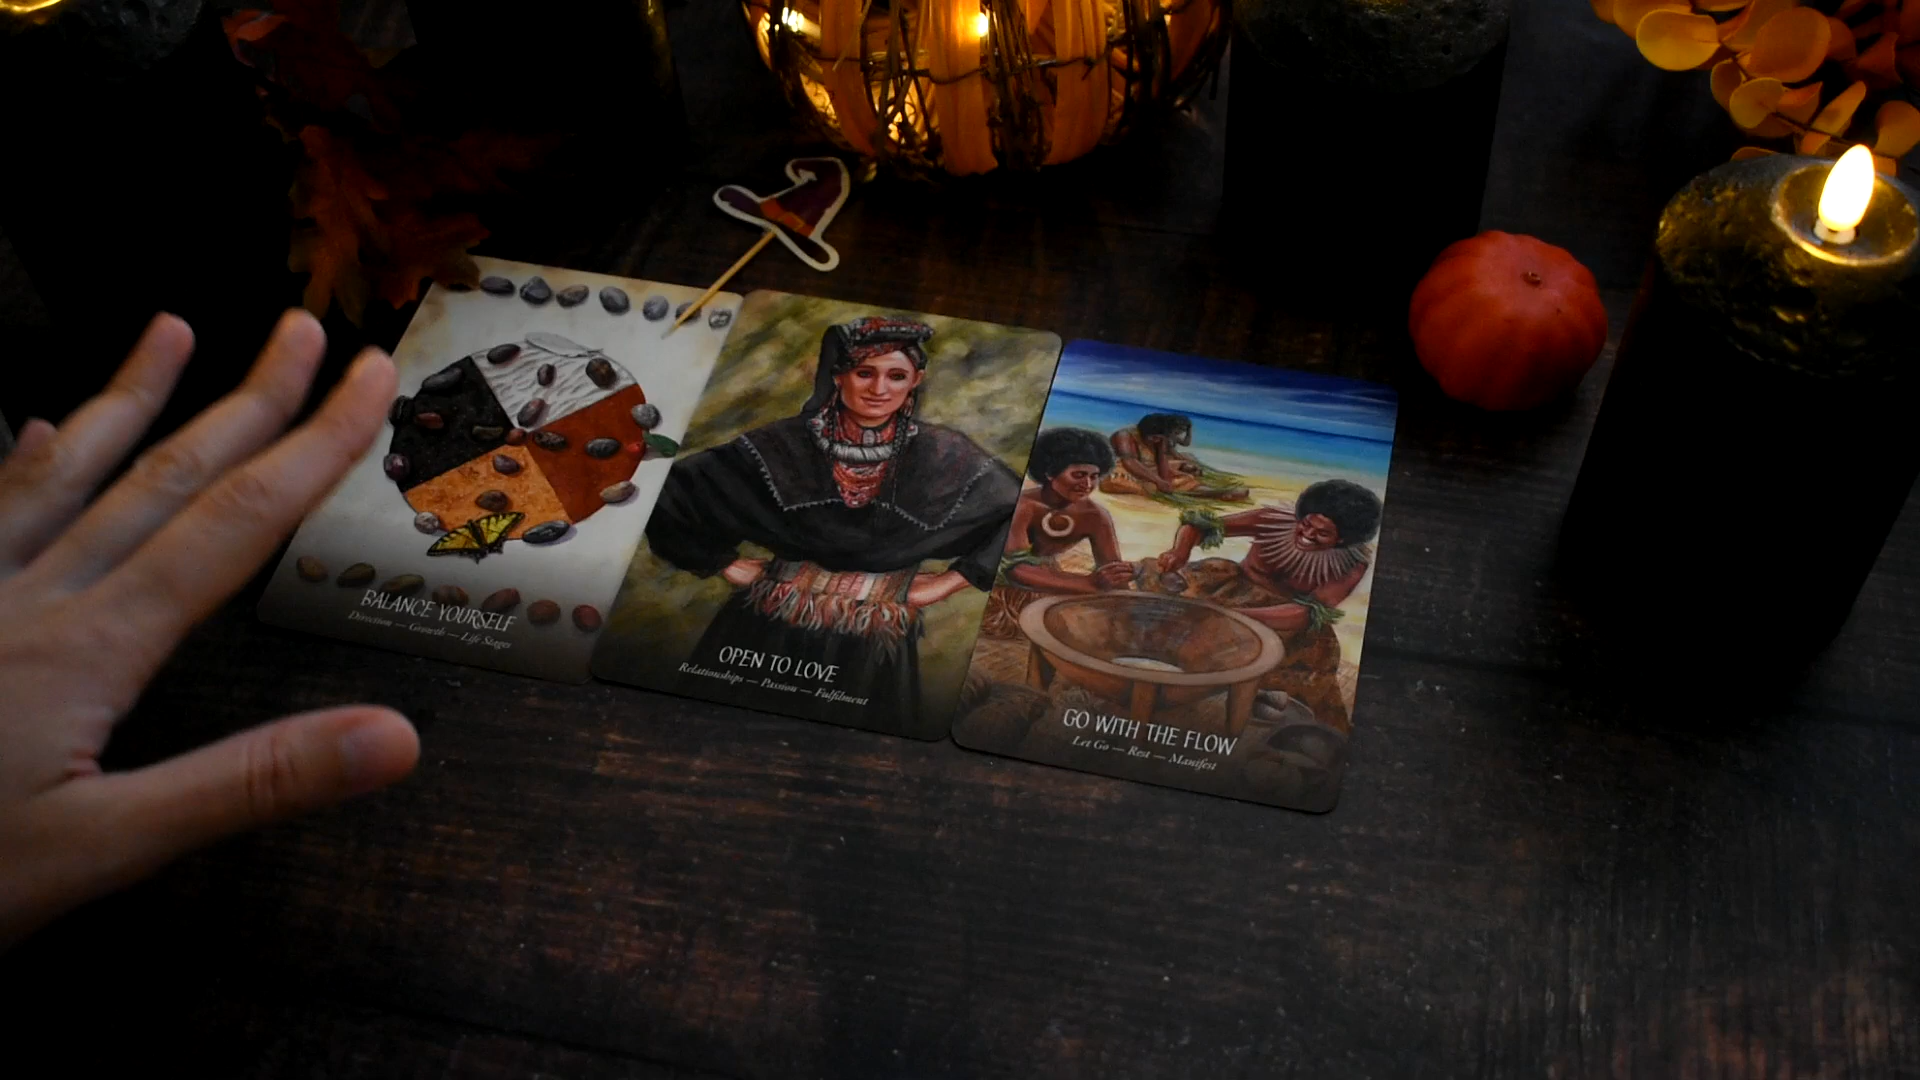 BALANCE YOURSELF
Direction — Growth — Life Stages
OPEN TO LOVE
Relationships — Passion — Fulfilment
GO WITH THE FLOW
Let Go — Rest — Manifest